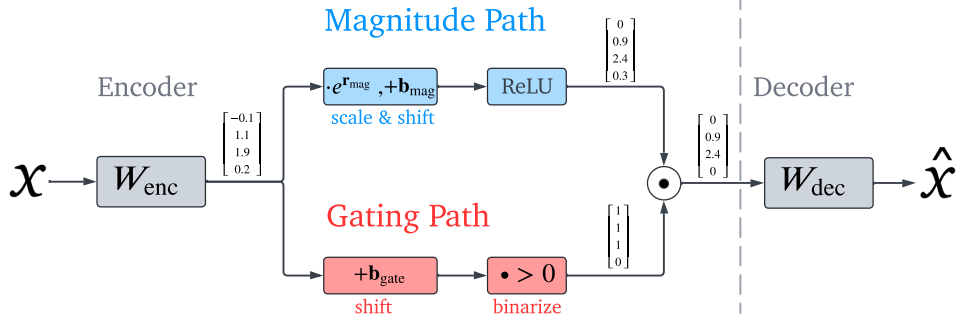 Magnitude Path
Encoder
Decoder
·e^r_mag ,+b_mag
ReLU
scale & shift
[0
0.9
2.4
0.3]
[−0.1
1.1
1.9
0.2]
[0
0.9
2.4
0]
x
W_enc
⊙
W_dec
x̂
Gating Path
[1
1
1
0]
+b_gate
• > 0
shift
binarize